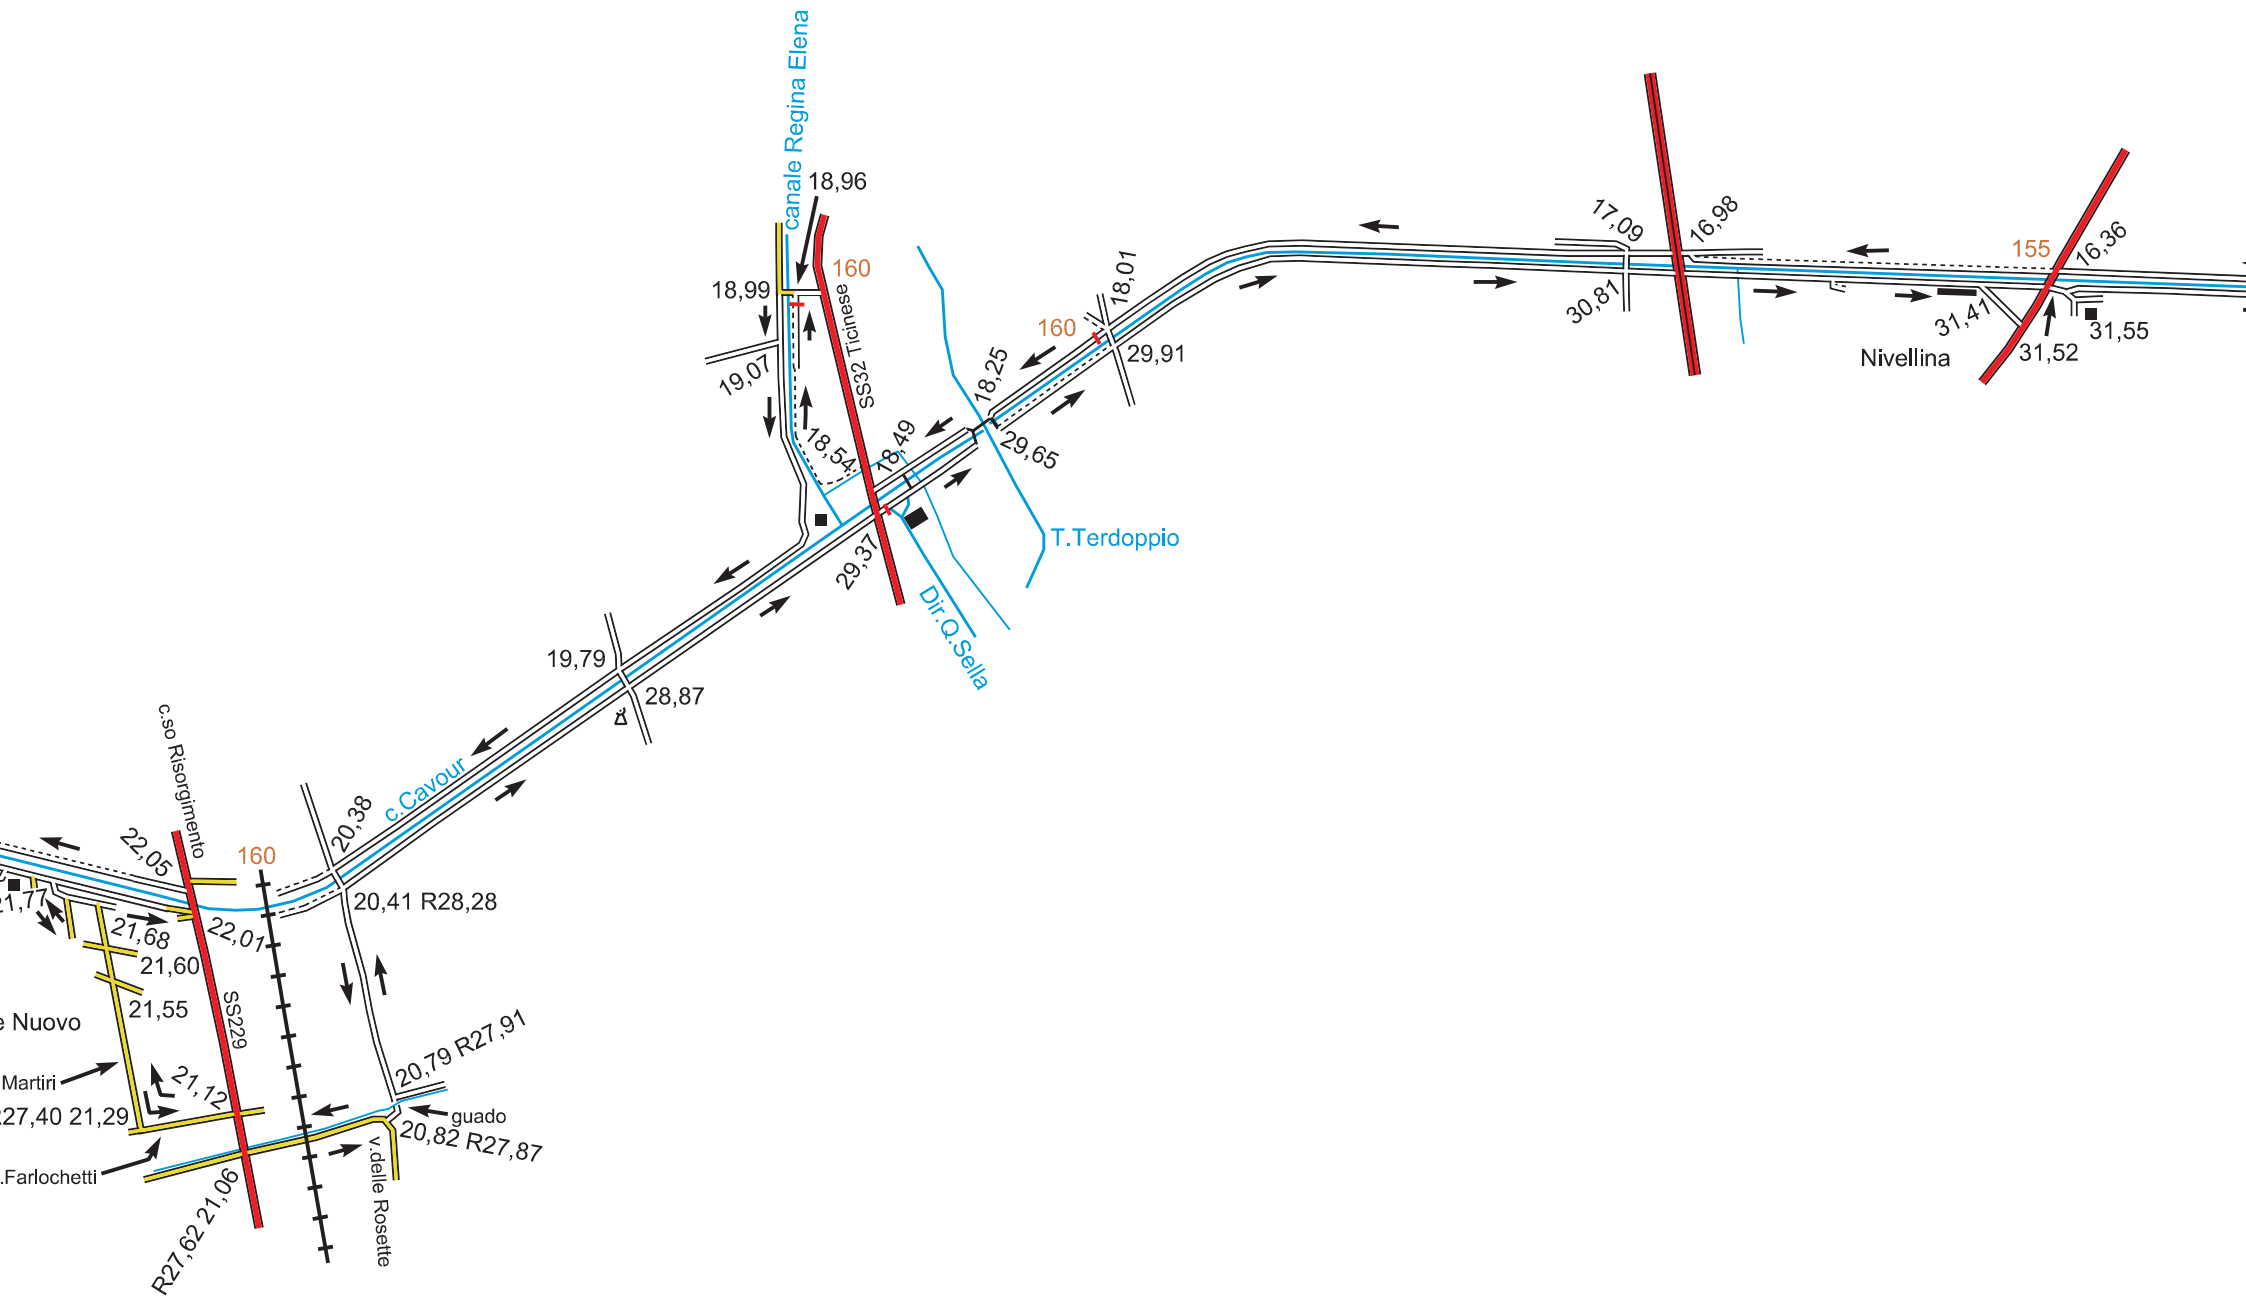 canale Regina Elena
18,96
160
SS32 Ticinese
18,99
19,07
18,54
18,49
18,25
160
18,01
29,91
29,65
T.Terdoppio
29,37
Dir.Q.Sella
17,09
16,98
30,81
155
16,36
31,41
31,52
31,55
Nivellina
19,79
28,87
c.Cavour
c.so Risorgimento
20,38
22,05
160
20,41 R28,28
21,77
21,68
22,01
21,60
21,55
SS229
e Nuovo
Martiri
21,12
20,79 R27,91
R27,40 21,29
guado
20,82 R27,87
.Farlochetti
v.delle Rosette
R27,62 21,06